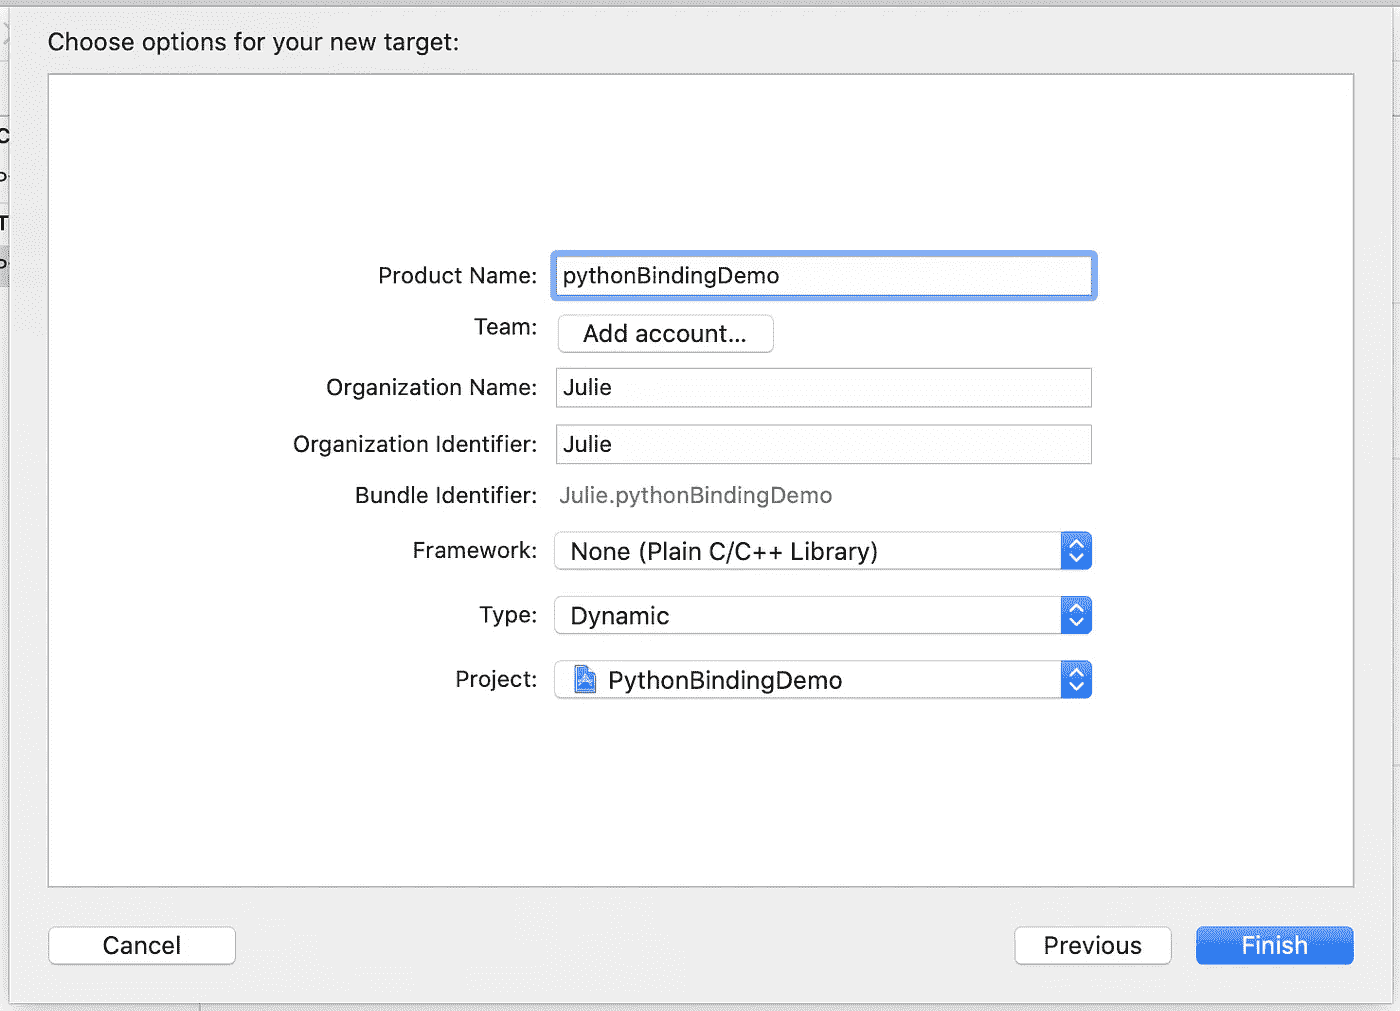 Choose options for your new target:
Product Name: pythonBindingDemo
Team: Add account...
Organization Name: Julie
Organization Identifier: Julie
Bundle Identifier: Julie.pythonBindingDemo
Framework: None (Plain C/C++ Library)
Type: Dynamic
Project: PythonBindingDemo
Cancel Previous Finish